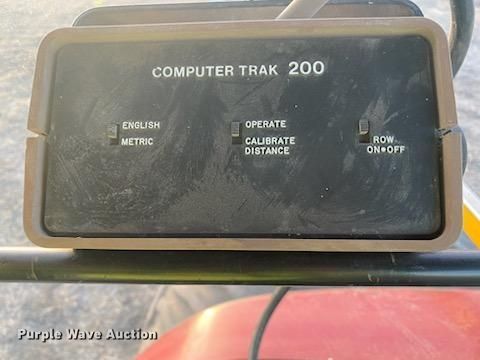 COMPUTER TRAK 200
ENGLISH
METRIC
OPERATE
CALIBRATE
DISTANCE
ROW
ON•OFF
Purple Wave Auction